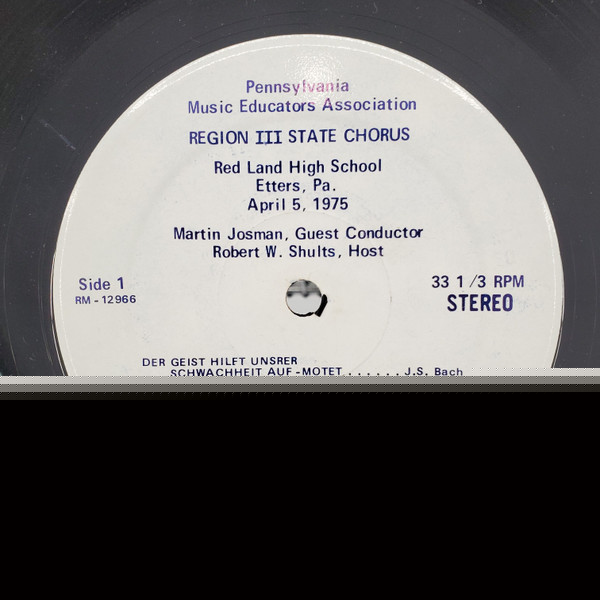 Pennsylvania
Music Educators Association
REGION III STATE CHORUS
Red Land High School
Etters, Pa.
April 5, 1975
Martin Josman, Guest Conductor
Robert W. Shults, Host
Side 1
RM-12966
33 1/3 RPM
STEREO
DER GEIST HILFT UNSRER
SCHWACHHEIT AUF-MOTET......J.S. Bach